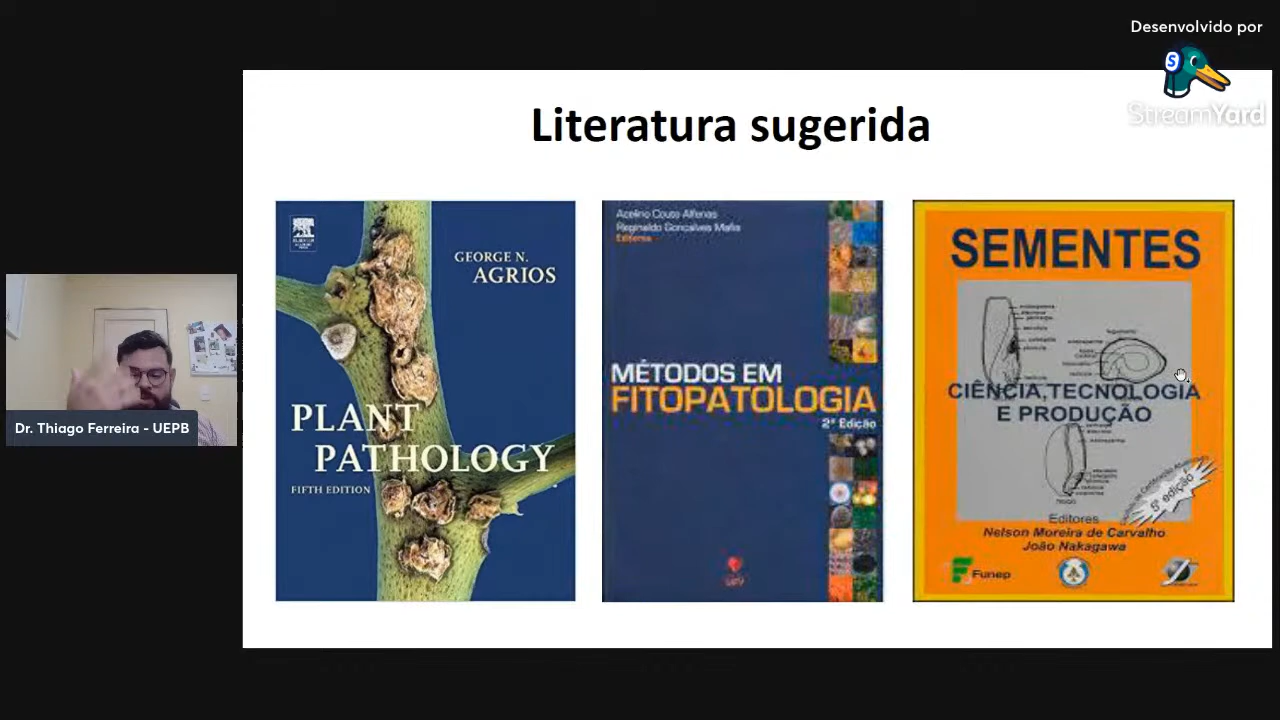 Desenvolvido por
StreamYard
Literatura sugerida
GEORGE N.
AGRIOS
PLANT
PATHOLOGY
FIFTH EDITION
Acelino Couto Alfenas
Reginaldo Gonçalves Mafia
Editores
MÉTODOS EM
FITOPATOLOGIA
2ª Edição
SEMENTES
CIÊNCIA,TECNOLOGIA
E PRODUÇÃO
5ª edição
Editores
Nelson Moreira de Carvalho
João Nakagawa
Funep
Dr. Thiago Ferreira - UEPB